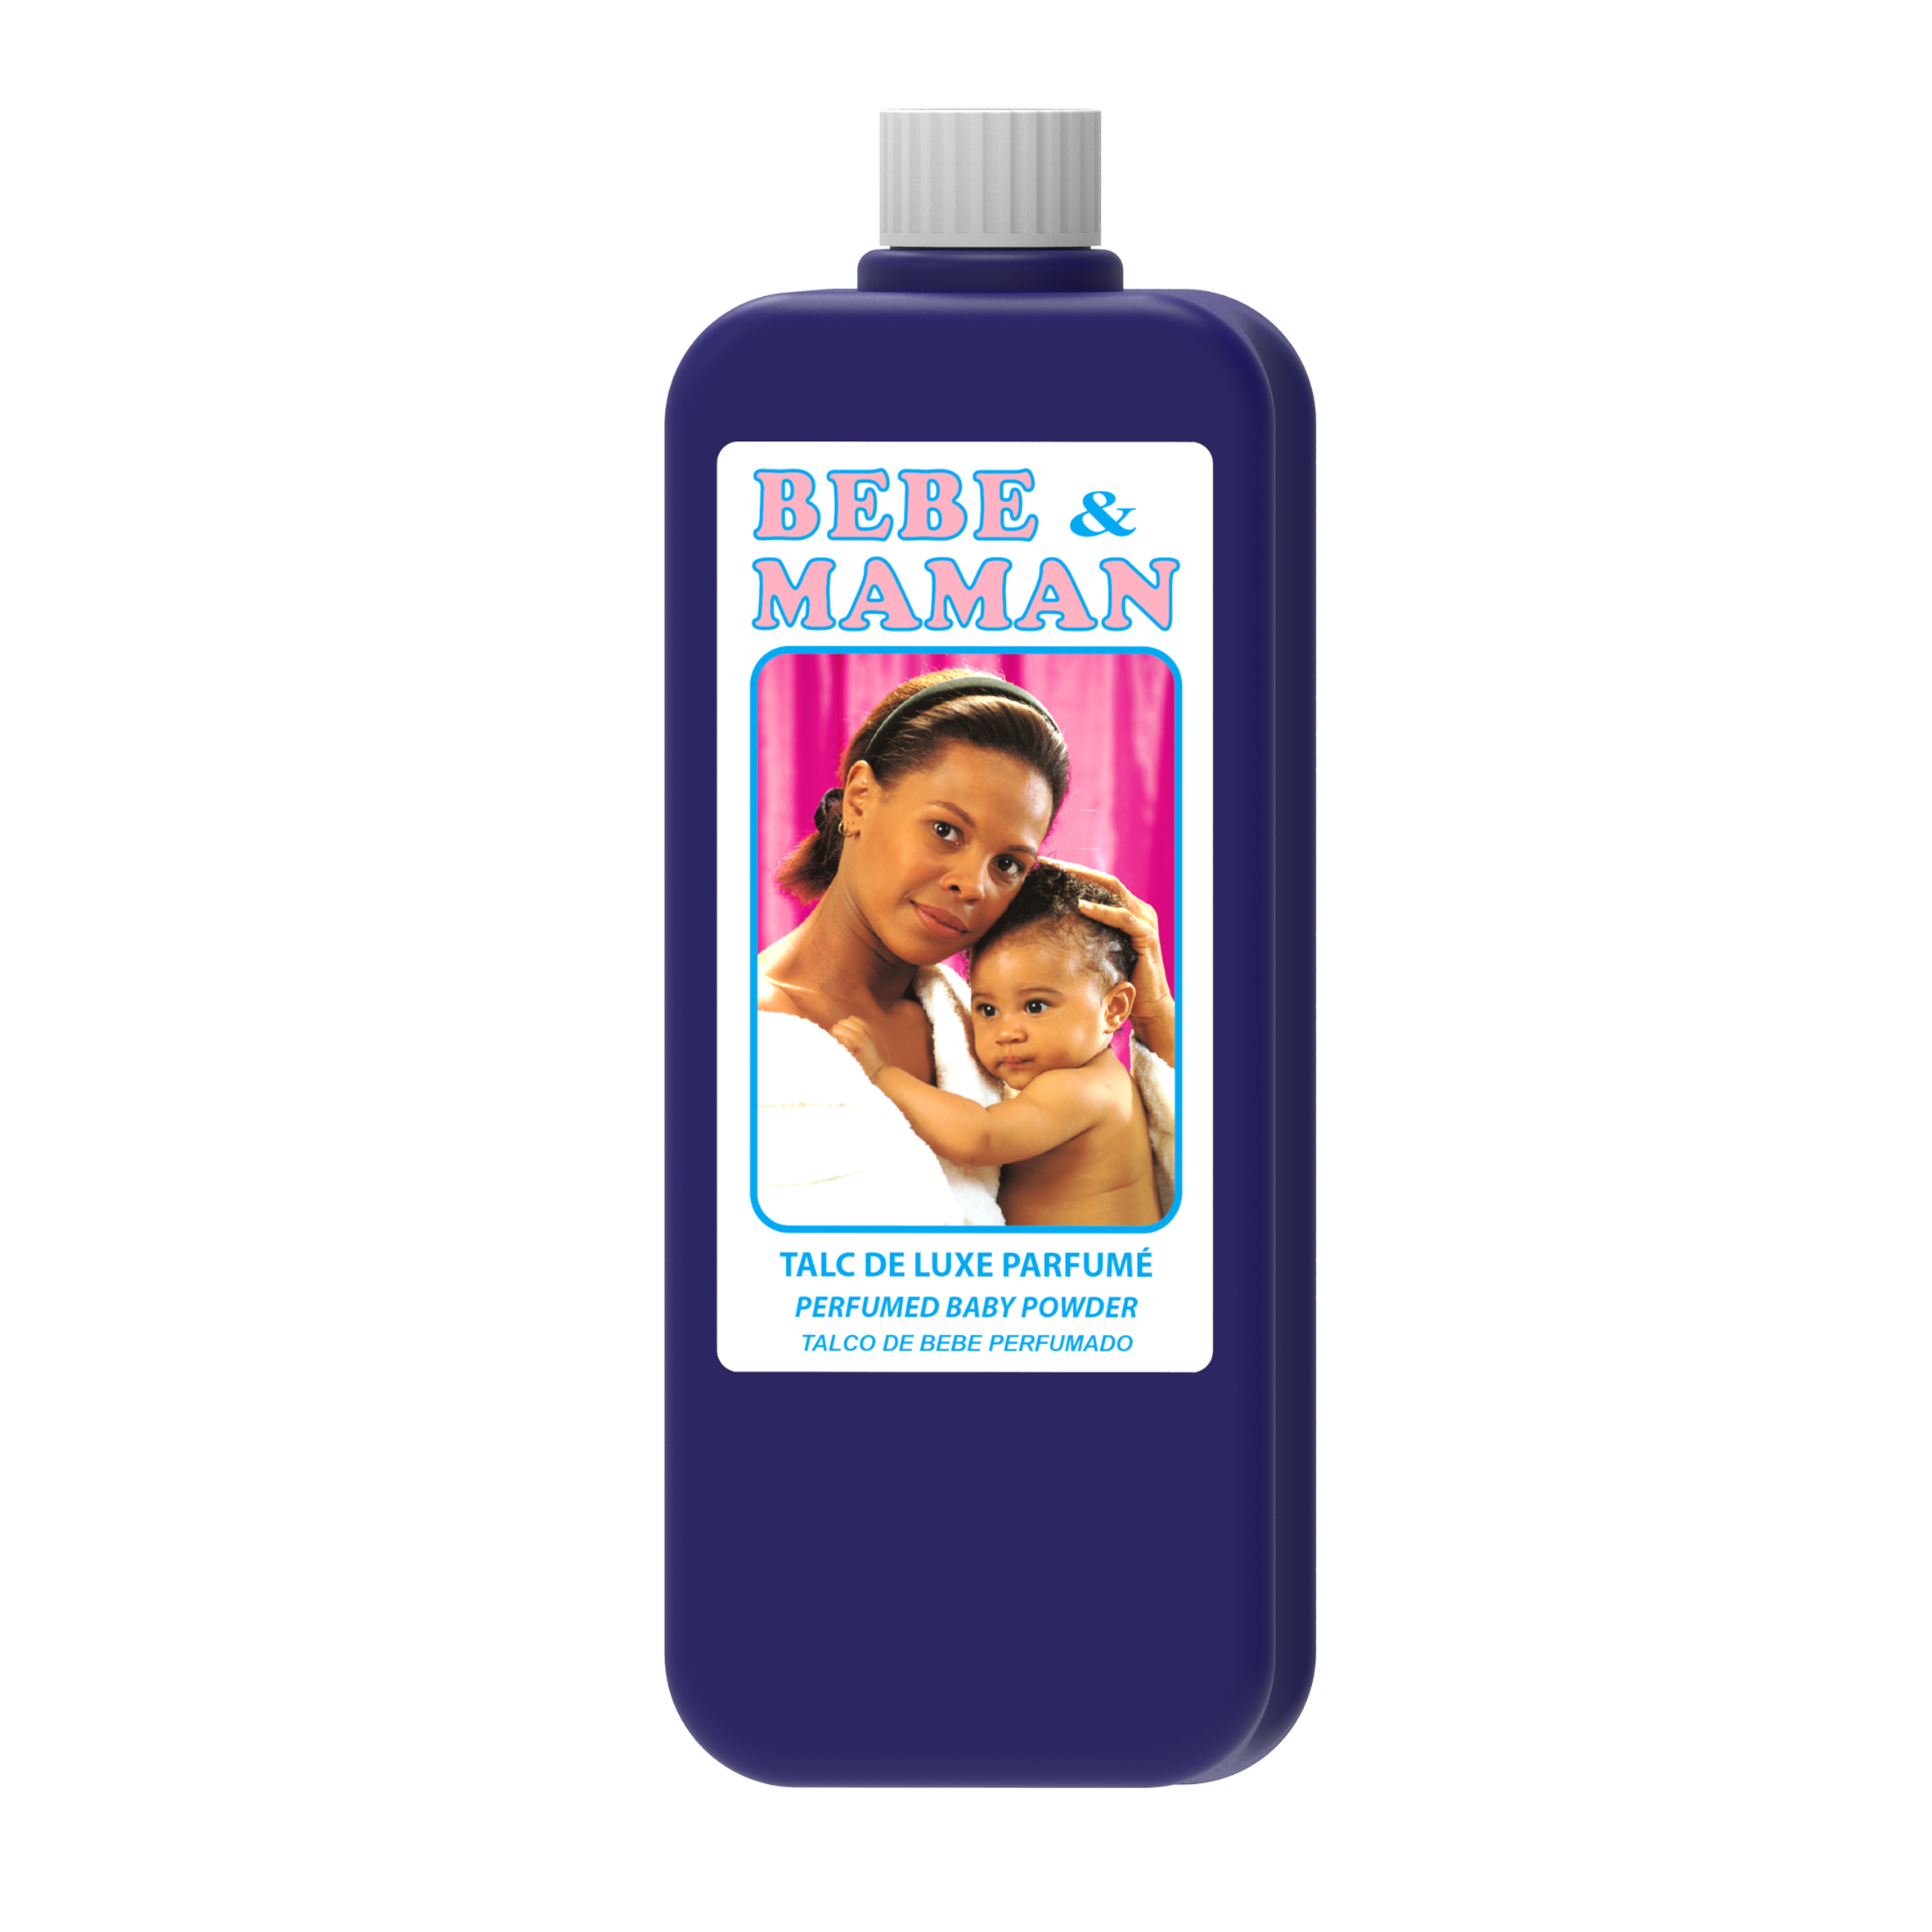 BEBE &
MAMAN
TALC DE LUXE PARFUMÉ
PERFUMED BABY POWDER
TALCO DE BEBE PERFUMADO